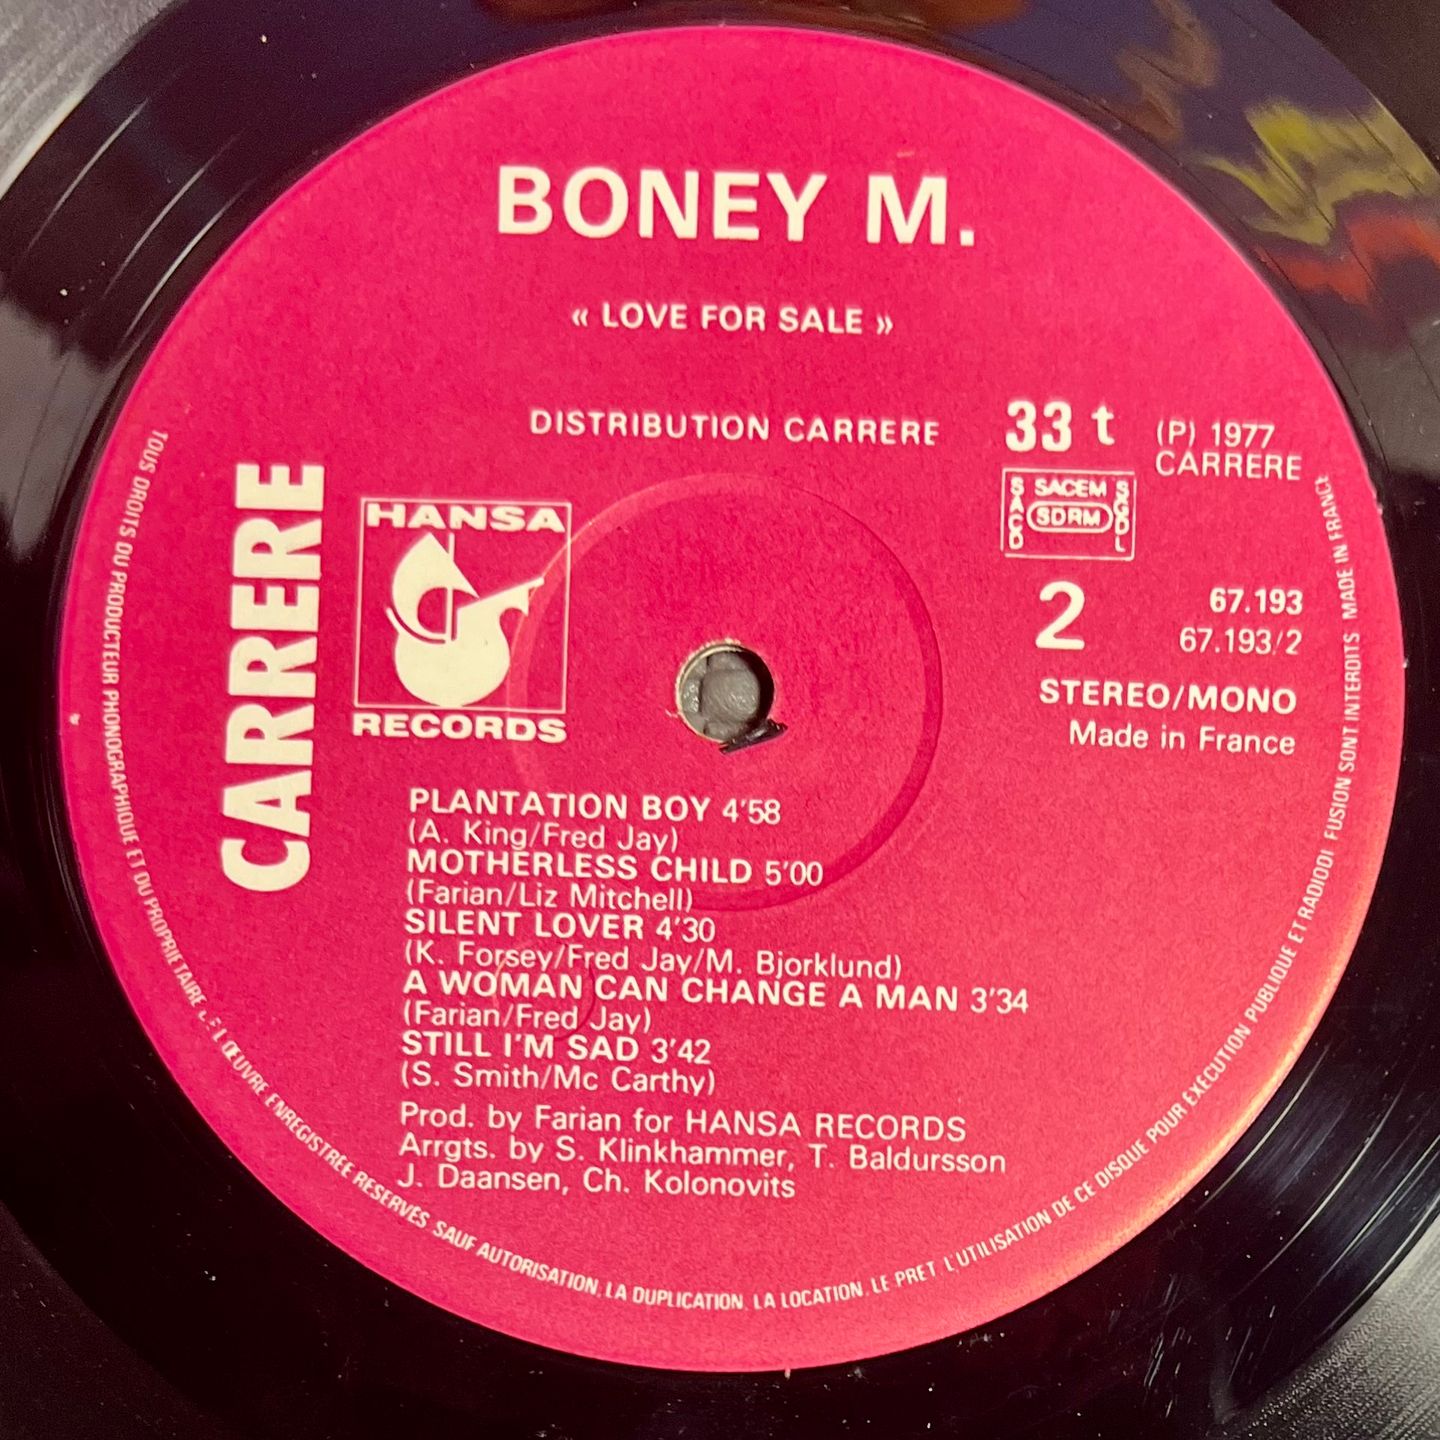 BONEY M.
« LOVE FOR SALE »
DISTRIBUTION CARRERE
33 t
(P) 1977
CARRERE
SACEM
SACD
SDRM
SGDL
CARRERE
HANSA
RECORDS
2
67.193
67.193/2
STEREO/MONO
Made in France
PLANTATION BOY 4'58
(A. King/Fred Jay)
MOTHERLESS CHILD 5'00
(Farian/Liz Mitchell)
SILENT LOVER 4'30
(K. Forsey/Fred Jay/M. Bjorklund)
A WOMAN CAN CHANGE A MAN 3'34
(Farian/Fred Jay)
STILL I'M SAD 3'42
(S. Smith/Mc Carthy)
Prod. by Farian for HANSA RECORDS
Arrgts. by S. Klinkhammer, T. Baldursson
J. Daansen, Ch. Kolonovits
TOUS DROITS DU PRODUCTEUR PHONOGRAPHIQUE ET DU PROPRIETAIRE DE L'ŒUVRE ENREGISTRÉE RESERVES SAUF AUTORISATION, LA DUPLICATION, LA LOCATION, LE PRET, L'UTILISATION DE CE DISQUE POUR EXÉCUTION PUBLIQUE ET RADIODIFFUSION SONT INTERDITS MADE IN FRANCE